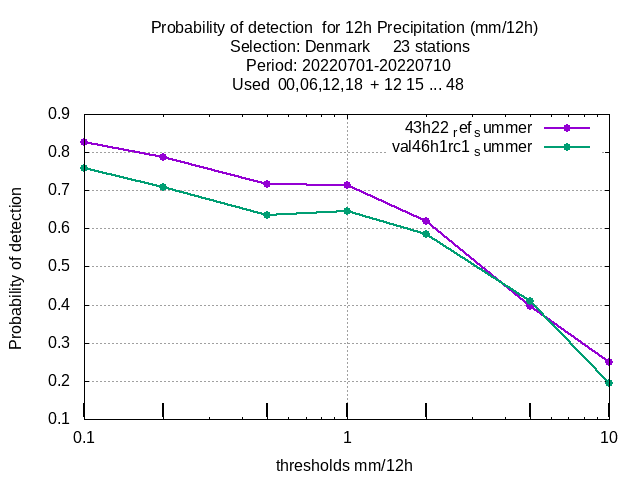 Probability of detection  for 12h Precipitation (mm/12h)
Selection: Denmark     23 stations
Period: 20220701-20220710
Used  00,06,12,18  + 12 15 ... 48
43h22refsummer
val46h1rc1summer
Probability of detection
0.9
0.8
0.7
0.6
0.5
0.4
0.3
0.2
0.1
0.1 1 10
thresholds mm/12h